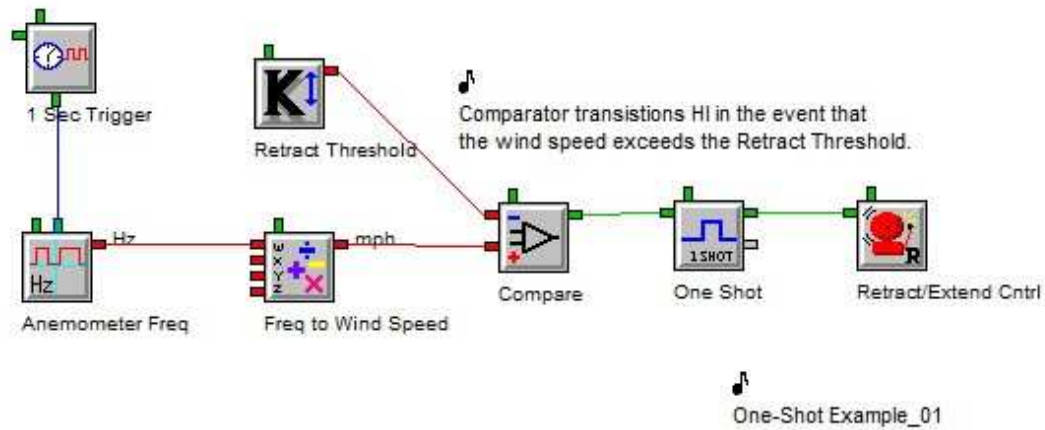 1 Sec Trigger
K
Retract Threshold
Comparator transistions HI in the event that
the wind speed exceeds the Retract Threshold.
Hz
Hz
Anemometer Freq
W
X
Y
Z
mph
Freq to Wind Speed
Compare
1SHOT
One Shot
R
Retract/Extend Cntrl
One-Shot Example_01